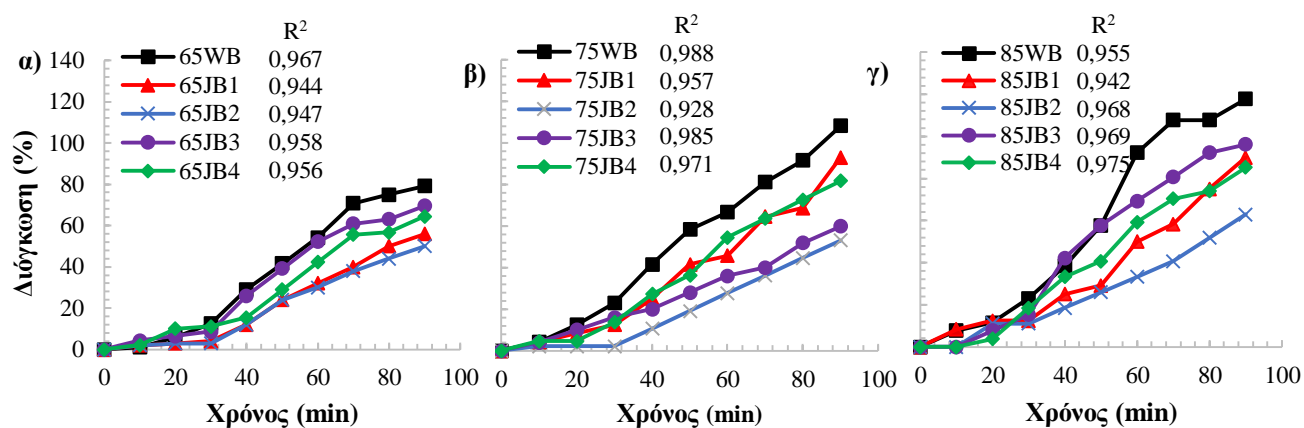 α)
R²
65WB 0,967
65JB1 0,944
65JB2 0,947
65JB3 0,958
65JB4 0,956
140
120
100
80
60
40
20
0
Διόγκωση (%)
0 20 40 60 80 100
Χρόνος (min)
β)
R²
75WB 0,988
75JB1 0,957
75JB2 0,928
75JB3 0,985
75JB4 0,971
0 20 40 60 80 100
Χρόνος (min)
γ)
R²
85WB 0,955
85JB1 0,942
85JB2 0,968
85JB3 0,969
85JB4 0,975
0 20 40 60 80 100
Χρόνος (min)